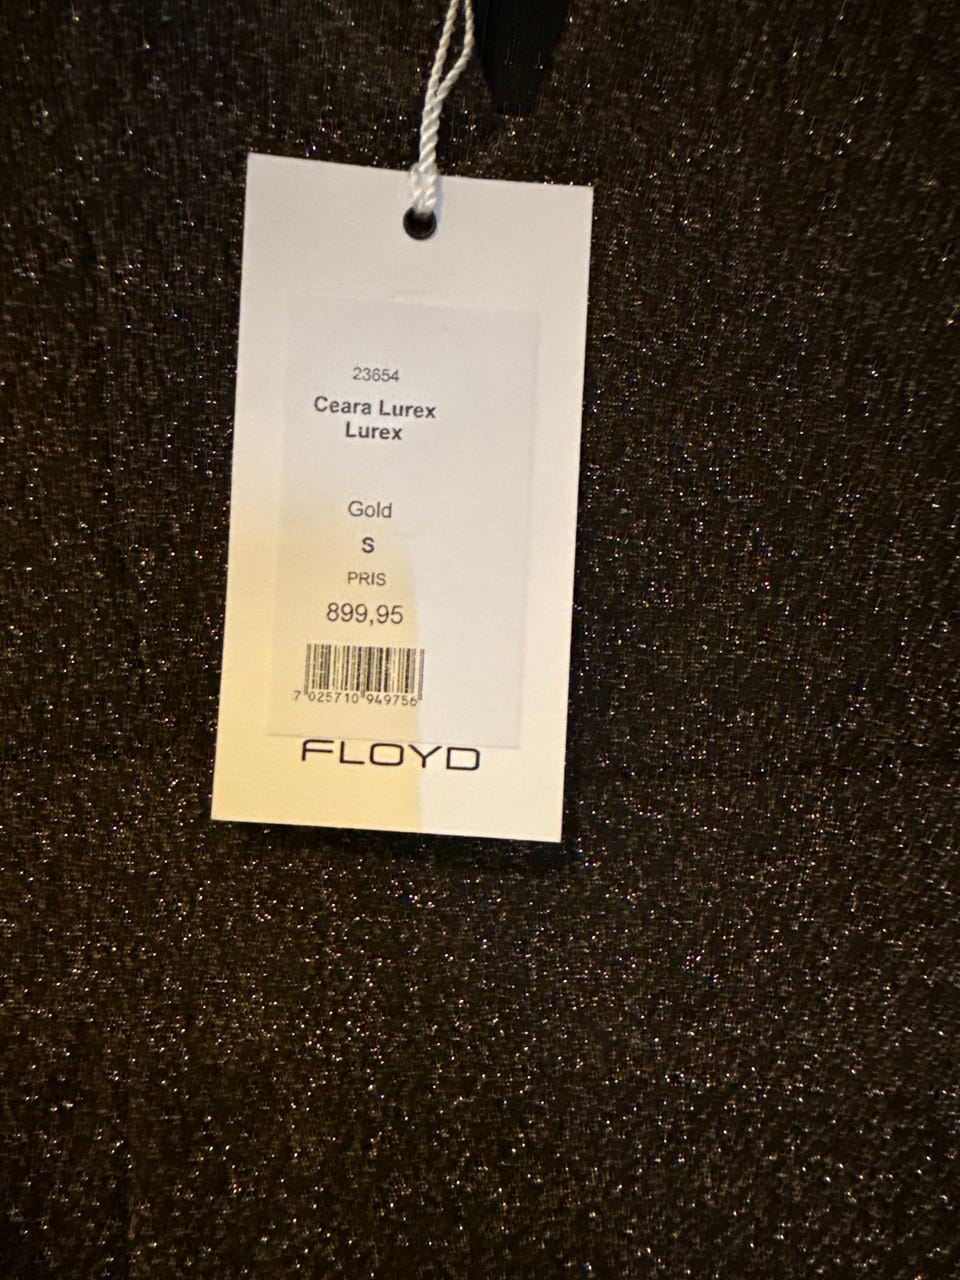 23654
Ceara Lurex
Lurex
Gold
S
PRIS
899,95
7 025710 949756
FLOYD